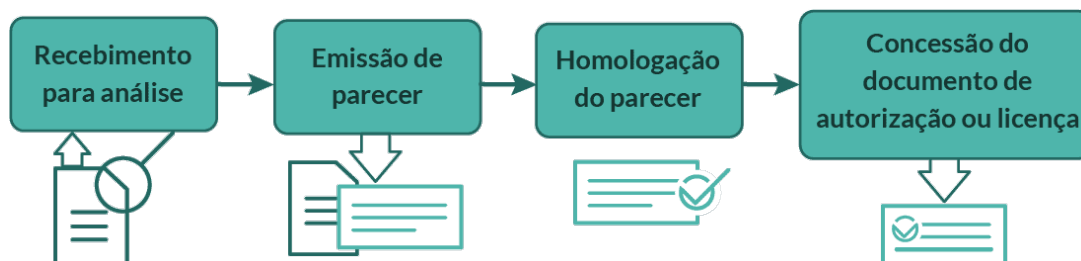 Recebimento
para análise
Emissão de
parecer
Homologação
do parecer
Concessão do
documento de
autorização ou licença